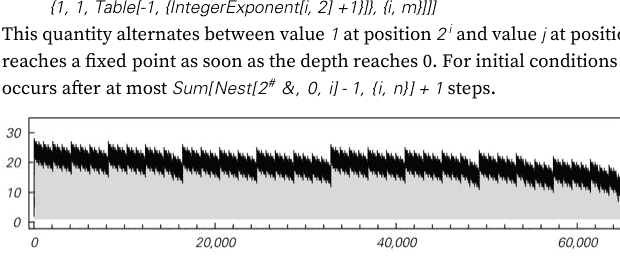 {1, 1, Table[-1, {IntegerExponent[i, 2] +1}]}, {i, m}]]]
This quantity alternates between value 1 at position 2^i and value j at
reaches a fixed point as soon as the depth reaches 0. For initial conditions
occurs after at most Sum[Nest[2^# &, 0, i] - 1, {i, n}] + 1 steps.
30
20
10
0
0 20,000 40,000 60,000